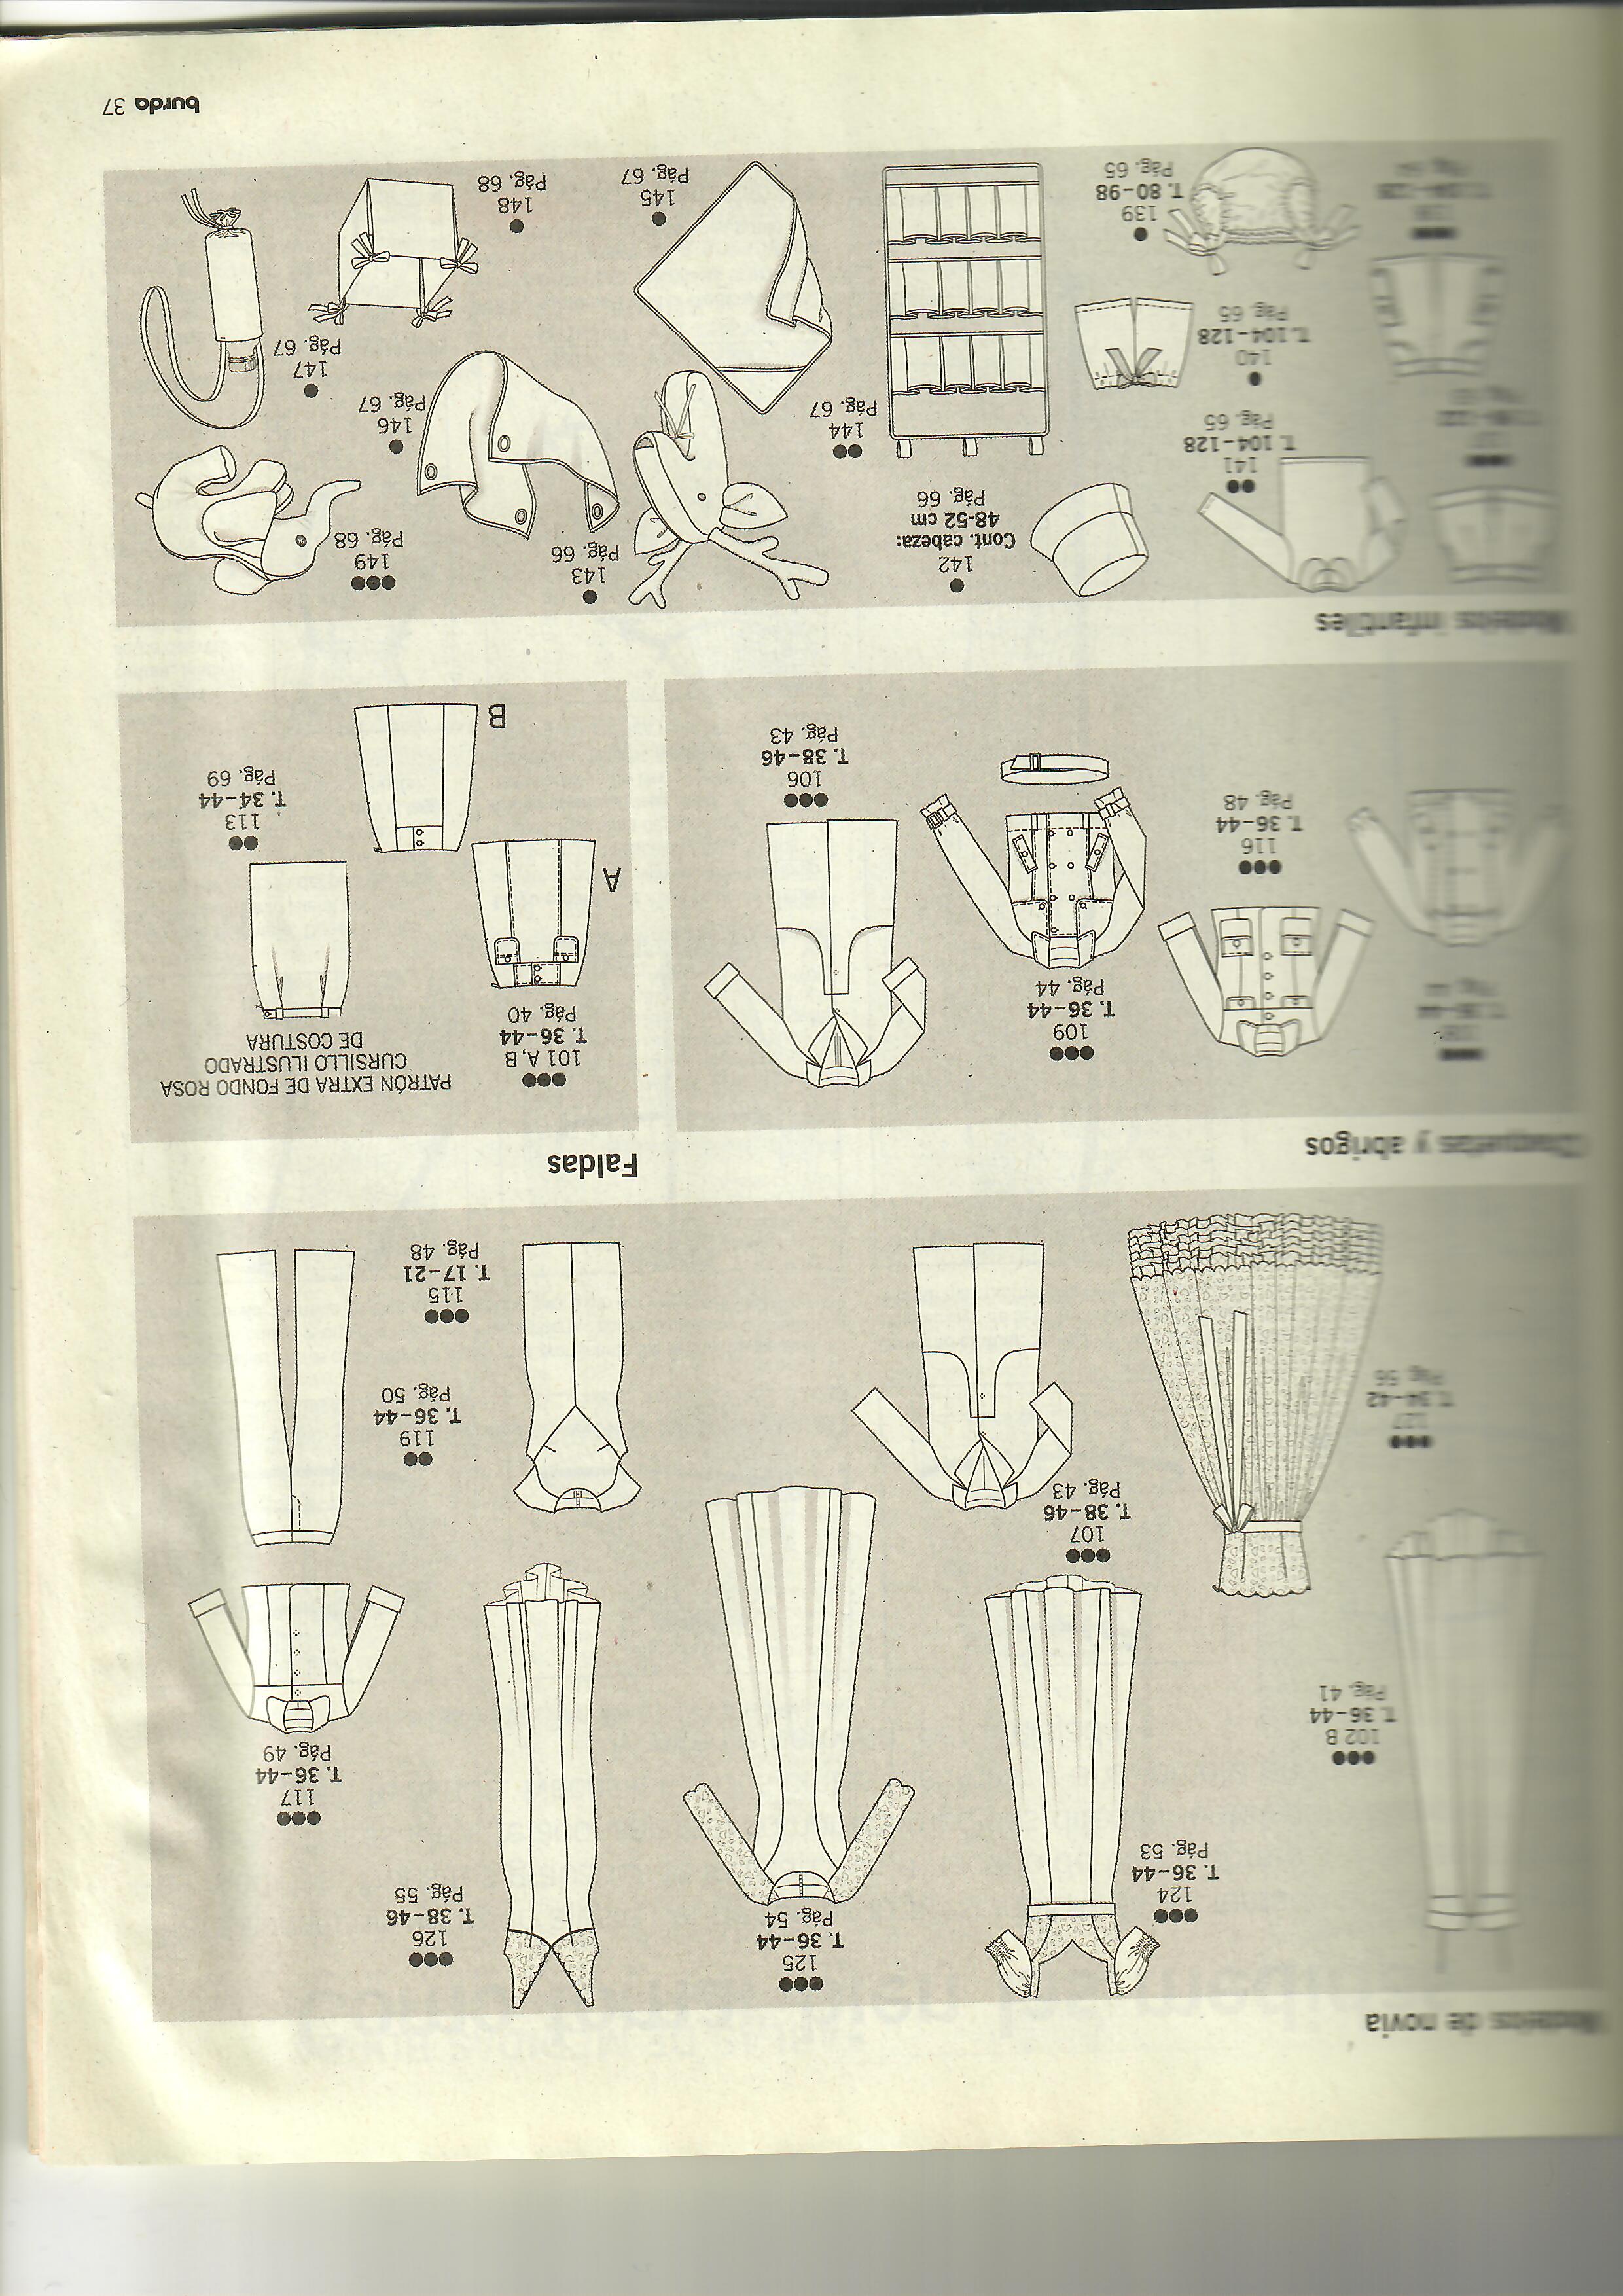 Modelos de novia
102 B
T. 36–44
Pág. 41
124
T. 36–44
Pág. 53
125
T. 36–44
Pág. 54
126
T. 38–46
Pág. 55
117
T. 36–44
Pág. 49
127
T. 34–42
Pág. 56
107
T. 38–46
Pág. 43
119
T. 36–44
Pág. 50
115
T. 17–21
Pág. 48
Chaquetas y abrigos
T. 36–44
116
T. 36–44
Pág. 48
109
T. 36–44
Pág. 44
106
T. 38–46
Pág. 43
Faldas
101 A, B
T. 36–44
Pág. 40
A
B
PATRÓN EXTRA DE FONDO ROSA
CURSILLO ILUSTRADO
DE COSTURA
113
T. 34–44
Pág. 69
Modelos infantiles
141
T. 104–128
Pág. 65
140
T. 104–128
Pág. 65
139
T. 80–98
Pág. 65
142
Cont. cabeza:
48-52 cm
Pág. 66
143
Pág. 66
149
Pág. 68
144
Pág. 67
146
Pág. 67
147
Pág. 67
145
Pág. 67
148
Pág. 68
burda 37